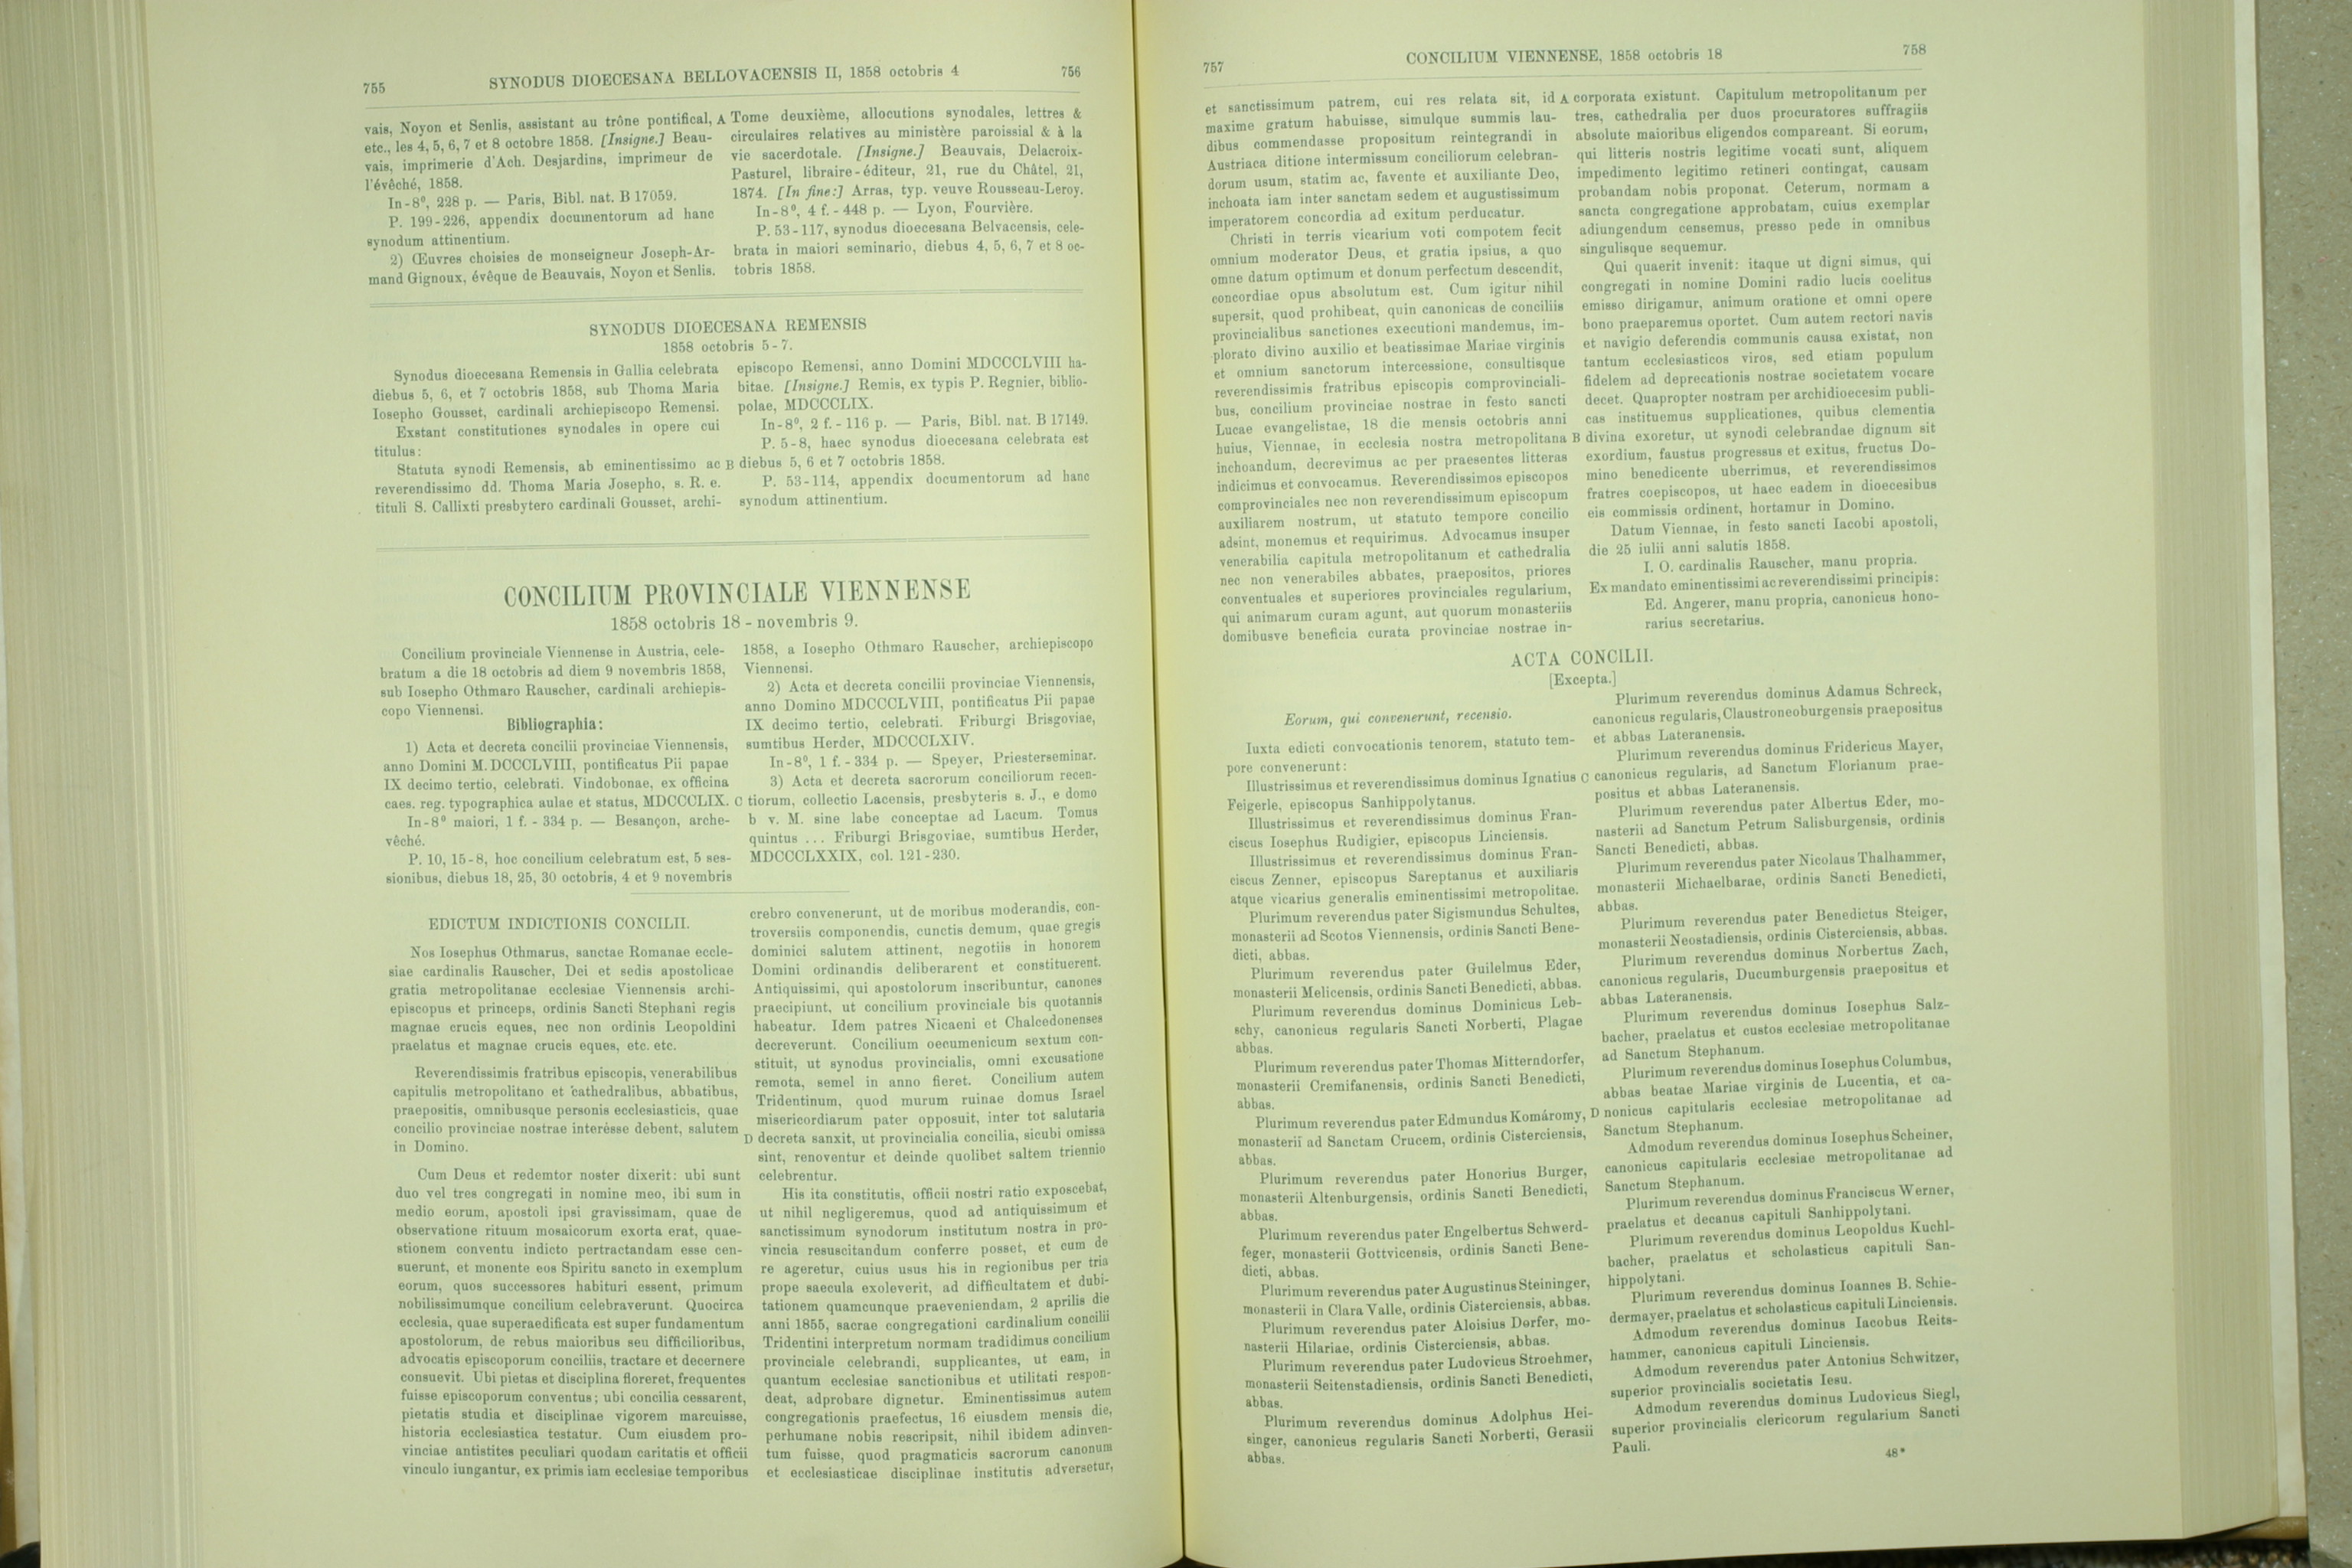 755
SYNODUS DIOECESANA BELLOVACENSIS II, 1858 octobris 4
756
vais, Noyon et Senlis, assistant au trône pontifical,
etc., les 4, 5, 6, 7 et 8 octobre 1858. [Insigne.] Beau-
vais, imprimerie d'Ach. Desjardins, imprimeur de
l'évêché, 1858.
In-8⁰, 228 p. — Paris, Bibl. nat. B 17059.
P. 199-226, appendix documentorum ad hanc
synodum attinentium.
2) Œuvres choisies de monseigneur Joseph-Ar-
mand Gignoux, évêque de Beauvais, Noyon et Senlis.
A
Tome deuxième, allocutions synodales, lettres &
circulaires relatives au ministère paroissial & à la
vie sacerdotale. [Insigne.] Beauvais, Delacroix-
Pasturel, libraire-éditeur, 21, rue du Châtel, 21,
1874. [In fine:] Arras, typ. veuve Rousseau-Leroy.
In-8⁰, 4 f. - 448 p. — Lyon, Fourvière.
P. 53-117, synodus dioecesana Belvacensis, cele-
brata in maiori seminario, diebus 4, 5, 6, 7 et 8 oc-
tobris 1858.
SYNODUS DIOECESANA REMENSIS
1858 octobris 5-7.
Synodus dioecesana Remensis in Gallia celebrata
diebus 5, 6, et 7 octobris 1858, sub Thoma Maria
Iosepho Gousset, cardinali archiepiscopo Remensi.
Exstant constitutiones synodales in opere cui
titulus:
Statuta synodi Remensis, ab eminentissimo ac
reverendissimo dd. Thoma Maria Josepho, s. R. e.
tituli S. Callixti presbytero cardinali Gousset, archi-
B
episcopo Remensi, anno Domini MDCCCLVIII ha-
bitae. [Insigne.] Remis, ex typis P. Regnier, biblio-
polae, MDCCCLIX.
In-8⁰, 2 f. - 116 p. — Paris, Bibl. nat. B 17149.
P. 5-8, haec synodus dioecesana celebrata est
diebus 5, 6 et 7 octobris 1858.
P. 53-114, appendix documentorum ad hanc
synodum attinentium.
CONCILIUM PROVINCIALE VIENNENSE
1858 octobris 18 - novembris 9.
Concilium provinciale Viennense in Austria, cele-
bratum a die 18 octobris ad diem 9 novembris 1858,
sub Iosepho Othmaro Rauscher, cardinali archiepis-
copo Viennensi.
Bibliographia:
1) Acta et decreta concilii provinciae Viennensis,
anno Domini M.DCCCLVIII, pontificatus Pii papae
IX decimo tertio, celebrati. Vindobonae, ex officina
caes. reg. typographica aulae et status, MDCCCLIX.
In-8⁰ maiori, 1 f. - 334 p. — Besançon, arche-
vêché.
P. 10, 15-8, hoc concilium celebratum est, 5 ses-
sionibus, diebus 18, 25, 30 octobris, 4 et 9 novembris
C
1858, a Iosepho Othmaro Rauscher, archiepiscopo
Viennensi.
2) Acta et decreta concilii provinciae Viennensis,
anno Domino MDCCCLVIII, pontificatus Pii papae
IX decimo tertio, celebrati. Friburgi Brisgoviae,
sumtibus Herder, MDCCCLXIV.
In-8⁰, 1 f. - 334 p. — Speyer, Priesterseminar.
3) Acta et decreta sacrorum conciliorum recen-
tiorum, collectio Lacensis, presbyteris s. J., e domo
b v. M. sine labe conceptae ad Lacum. Tomus
quintus ... Friburgi Brisgoviae, sumtibus Herder,
MDCCCLXXIX, col. 121-230.
EDICTUM INDICTIONIS CONCILII.
Nos Iosephus Othmarus, sanctae Romanae eccle-
siae cardinalis Rauscher, Dei et sedis apostolicae
gratia metropolitanae ecclesiae Viennensis archi-
episcopus et princeps, ordinis Sancti Stephani regis
magnae crucis eques, nec non ordinis Leopoldini
praelatus et magnae crucis eques, etc. etc.
Reverendissimis fratribus episcopis, venerabilibus
capitulis metropolitano et cathedralibus, abbatibus,
praepositis, omnibusque personis ecclesiasticis, quae
concilio provinciae nostrae interesse debent, salutem
in Domino.
Cum Deus et redemtor noster dixerit: ubi sunt
duo vel tres congregati in nomine meo, ibi sum in
medio eorum, apostoli ipsi gravissimam, quae de
observatione rituum mosaicorum exorta erat, quae-
stionem conventu indicto pertractandam esse cen-
suerunt, et monente eos Spiritu sancto in exemplum
eorum, quos successores habituri essent, primum
nobilissimumque concilium celebraverunt. Quocirca
ecclesia, quae superaedificata est super fundamentum
apostolorum, de rebus maioribus seu difficilioribus,
advocatis episcoporum conciliis, tractare et decernere
consuevit. Ubi pietas et disciplina floreret, frequentes
fuisse episcoporum conventus; ubi concilia cessarent,
pietatis studia et disciplinae vigorem marcuisse,
historia ecclesiastica testatur. Cum eiusdem pro-
vinciae antistites peculiari quodam caritatis et officii
vinculo iungantur, ex primis iam ecclesiae temporibus
D
crebro convenerunt, ut de moribus moderandis, con-
troversiis componendis, cunctis demum, quae gregis
dominici salutem attinent, negotiis in honorem
Domini ordinandis deliberarent et constituerent.
Antiquissimi, qui apostolorum inscribuntur, canones
praecipiunt, ut concilium provinciale bis quotannis
habeatur. Idem patres Nicaeni et Chalcedonenses
decreverunt. Concilium oecumenicum sextum con-
stituit, ut synodus provincialis, omni excusatione
remota, semel in anno fieret. Concilium autem
Tridentinum, quod murum ruinae domus Israel
misericordiarum pater opposuit, inter tot salutaria
decreta sanxit, ut provincialia concilia, sicubi omissa
sint, renoventur et deinde quolibet saltem triennio
celebrentur.
His ita constitutis, officii nostri ratio exposcebat,
ut nihil negligeremus, quod ad antiquissimum et
sanctissimum synodorum institutum nostra in pro-
vincia resuscitandum conferre posset, et cum de
re ageretur, cuius usus his in regionibus per tria
prope saecula exoleverit, ad difficultatem et dubi-
tationem quamcunque praeveniendam, 2 aprilis die
anni 1855, sacrae congregationi cardinalium concilii
Tridentini interpretum normam tradidimus concilium
provinciale celebrandi, supplicantes, ut eam, in
quantum ecclesiae sanctionibus et utilitati respon-
deat, adprobare dignetur. Eminentissimus autem
congregationis praefectus, 16 eiusdem mensis die,
perhumane nobis rescripsit, nihil ibidem adinven-
tum fuisse, quod pragmaticis sacrorum canonum
et ecclesiasticae disciplinae institutis adversetur,
757
CONCILIUM VIENNENSE, 1858 octobris 18
758
et sanctissimum patrem, cui res relata sit, id
maxime gratum habuisse, simulque summis lau-
dibus commendasse propositum reintegrandi in
Austriaca ditione intermissum conciliorum celebran-
dorum usum, statim ac, favente et auxiliante Deo,
inchoata iam inter sanctam sedem et augustissimum
imperatorem concordia ad exitum perducatur.
Christi in terris vicarium voti compotem fecit
omnium moderator Deus, et gratia ipsius, a quo
omne datum optimum et donum perfectum descendit,
concordiae opus absolutum est. Cum igitur nihil
supersit, quod prohibeat, quin canonicas de conciliis
provincialibus sanctiones executioni mandemus, im-
plorato divino auxilio et beatissimae Mariae virginis
et omnium sanctorum intercessione, consultisque
reverendissimis fratribus episcopis comprovinciali-
bus, concilium provinciae nostrae in festo sancti
Lucae evangelistae, 18 die mensis octobris anni
huius, Viennae, in ecclesia nostra metropolitana
inchoandum, decrevimus ac per praesentes litteras
indicimus et convocamus. Reverendissimos episcopos
comprovinciales nec non reverendissimum episcopum
auxiliarem nostrum, ut statuto tempore concilio
adsint, monemus et requirimus. Advocamus insuper
venerabilia capitula metropolitanum et cathedralia
nec non venerabiles abbates, praepositos, priores
conventuales et superiores provinciales regularium,
qui animarum curam agunt, aut quorum monasteriis
domibusve beneficia curata provinciae nostrae in-
A
B
corporata existunt. Capitulum metropolitanum per
tres, cathedralia per duos procuratores suffragiis
absolute maioribus eligendos compareant. Si eorum,
qui litteris nostris legitime vocati sunt, aliquem
impedimento legitimo retineri contingat, causam
probandam nobis proponat. Ceterum, normam a
sancta congregatione approbatam, cuius exemplar
adiungendum censemus, presso pede in omnibus
singulisque sequemur.
Qui quaerit invenit: itaque ut digni simus, qui
congregati in nomine Domini radio lucis coelitus
emisso dirigamur, animum oratione et omni opere
bono praeparemus oportet. Cum autem rectori navis
et navigio deferendis communis causa existat, non
tantum ecclesiasticos viros, sed etiam populum
fidelem ad deprecationis nostrae societatem vocare
decet. Quapropter nostram per archidioecesim publi-
cas instituemus supplicationes, quibus clementia
divina exoretur, ut synodi celebrandae dignum sit
exordium, faustus progressus et exitus, fructus Do-
mino benedicente uberrimus, et reverendissimos
fratres coepiscopos, ut haec eadem in dioecesibus
eis commissis ordinent, hortamur in Domino.
Datum Viennae, in festo sancti Iacobi apostoli,
die 25 iulii anni salutis 1858.
I. O. cardinalis Rauscher, manu propria.
Ex mandato eminentissimi ac reverendissimi principis:
Ed. Angerer, manu propria, canonicus hono-
rarius secretarius.
ACTA CONCILII.
[Excepta.]
Eorum, qui convenerunt, recensio.
Iuxta edicti convocationis tenorem, statuto tem-
pore convenerunt:
Illustrissimus et reverendissimus dominus Ignatius
Feigerle, episcopus Sanhippolytanus.
Illustrissimus et reverendissimus dominus Fran-
ciscus Iosephus Rudigier, episcopus Linciensis.
Illustrissimus et reverendissimus dominus Fran-
ciscus Zenner, episcopus Sareptanus et auxiliaris
atque vicarius generalis eminentissimi metropolitae.
Plurimum reverendus pater Sigismundus Schultes,
monasterii ad Scotos Viennensis, ordinis Sancti Bene-
dicti, abbas.
Plurimum reverendus pater Guilelmus Eder,
monasterii Melicensis, ordinis Sancti Benedicti, abbas.
Plurimum reverendus dominus Dominicus Leb-
schy, canonicus regularis Sancti Norberti, Plagae
abbas.
Plurimum reverendus pater Thomas Mitterndorfer,
monasterii Cremifanensis, ordinis Sancti Benedicti,
abbas.
Plurimum reverendus pater Edmundus Komáromy,
monasterii ad Sanctam Crucem, ordinis Cisterciensis,
abbas.
Plurimum reverendus pater Honorius Burger,
monasterii Altenburgensis, ordinis Sancti Benedicti,
abbas.
Plurimum reverendus pater Engelbertus Schwerd-
feger, monasterii Gottvicensis, ordinis Sancti Bene-
dicti, abbas.
Plurimum reverendus pater Augustinus Steininger,
monasterii in Clara Valle, ordinis Cisterciensis, abbas.
Plurimum reverendus pater Aloisius Dorfer, mo-
nasterii Hilariae, ordinis Cisterciensis, abbas.
Plurimum reverendus pater Ludovicus Stroehmer,
monasterii Seitenstadiensis, ordinis Sancti Benedicti,
abbas.
Plurimum reverendus dominus Adolphus Hei-
singer, canonicus regularis Sancti Norberti, Gerasii
abbas.
C
D
Plurimum reverendus dominus Adamus Schreck,
canonicus regularis, Claustroneoburgensis praepositus
et abbas Lateranensis.
Plurimum reverendus dominus Fridericus Mayer,
canonicus regularis, ad Sanctum Florianum prae-
positus et abbas Lateranensis.
Plurimum reverendus pater Albertus Eder, mo-
nasterii ad Sanctum Petrum Salisburgensis, ordinis
Sancti Benedicti, abbas.
Plurimum reverendus pater Nicolaus Thalhammer,
monasterii Michaelbarae, ordinis Sancti Benedicti,
abbas.
Plurimum reverendus pater Benedictus Steiger,
monasterii Neostadiensis, ordinis Cisterciensis, abbas.
Plurimum reverendus dominus Norbertus Zach,
canonicus regularis, Ducumburgensis praepositus et
abbas Lateranensis.
Plurimum reverendus dominus Iosephus Salz-
bacher, praelatus et custos ecclesiae metropolitanae
ad Sanctum Stephanum.
Plurimum reverendus dominus Iosephus Columbus,
abbas beatae Mariae virginis de Lucentia, et ca-
nonicus capitularis ecclesiae metropolitanae ad
Sanctum Stephanum.
Admodum reverendus dominus Iosephus Scheiner,
canonicus capitularis ecclesiae metropolitanae ad
Sanctum Stephanum.
Plurimum reverendus dominus Franciscus Werner,
praelatus et decanus capituli Sanhippolytani.
Plurimum reverendus dominus Leopoldus Kuchl-
bacher, praelatus et scholasticus capituli San-
hippolytani.
Plurimum reverendus dominus Ioannes B. Schie-
dermayer, praelatus et scholasticus capituli Linciensis.
Admodum reverendus dominus Iacobus Reits-
hammer, canonicus capituli Linciensis.
Admodum reverendus pater Antonius Schwitzer,
superior provincialis societatis Iesu.
Admodum reverendus dominus Ludovicus Siegl,
superior provincialis clericorum regularium Sancti
Pauli.
48*